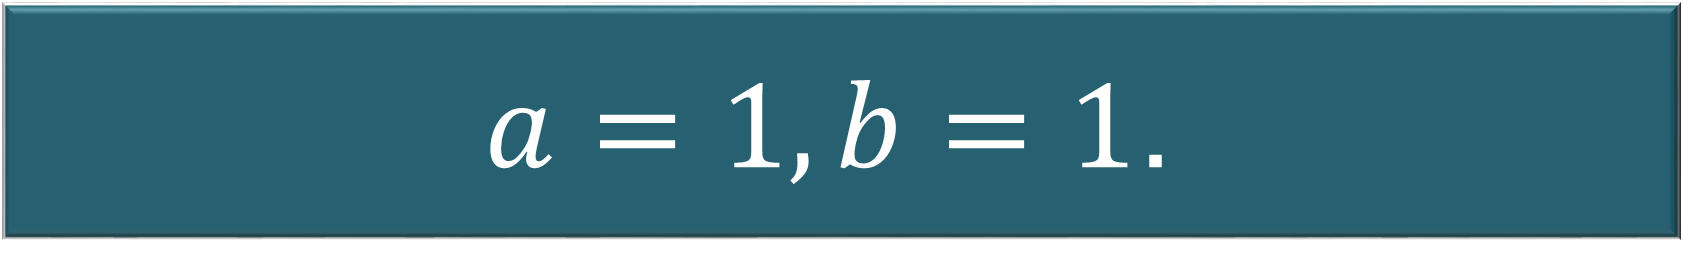 a = 1, b = 1.